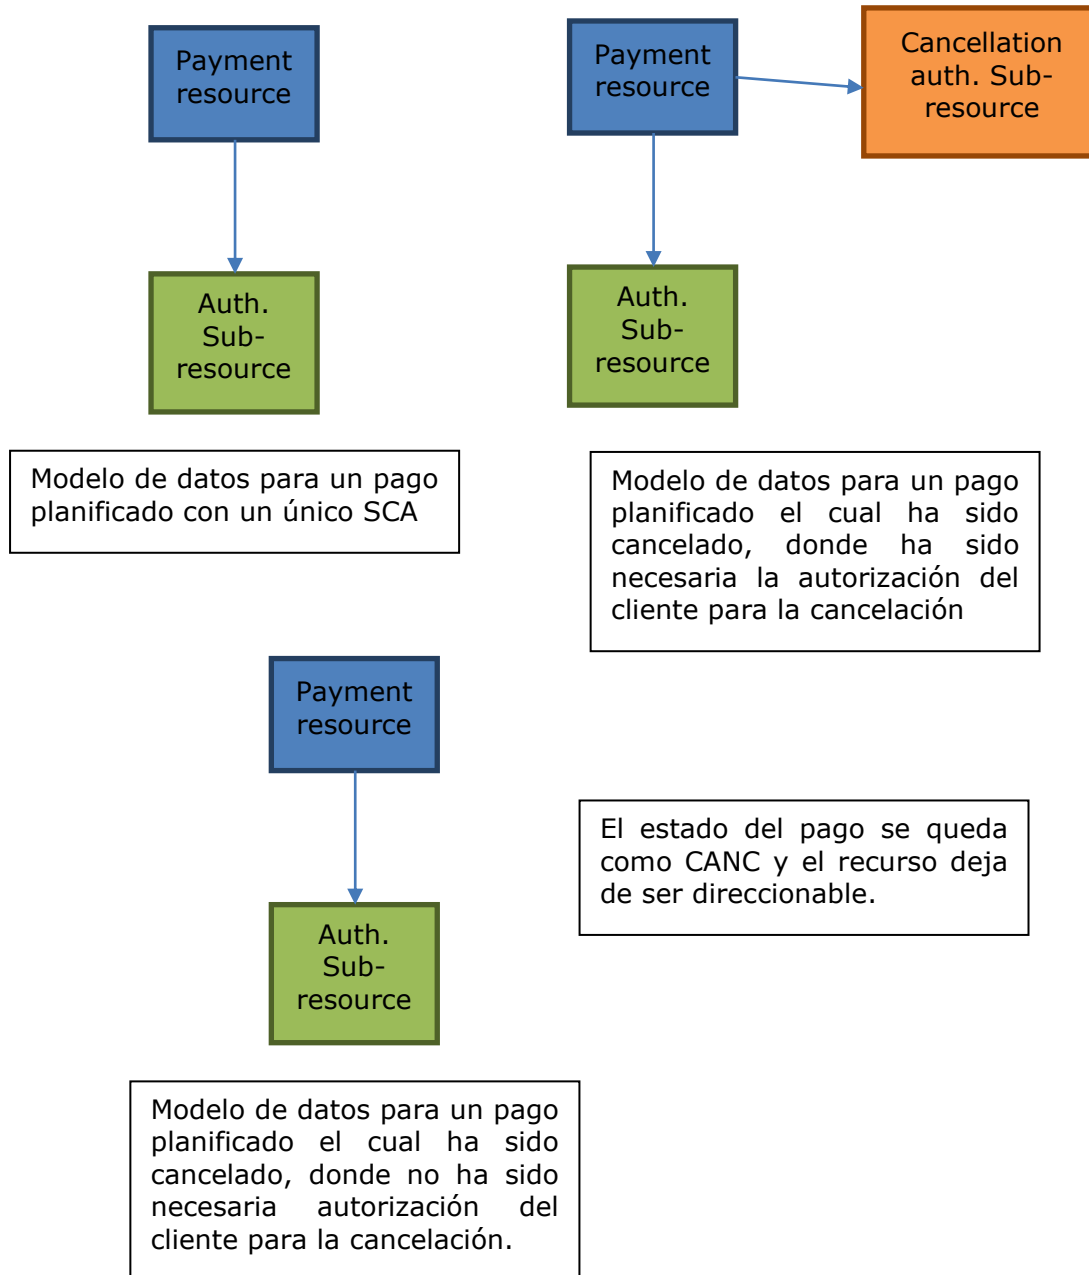 Payment
resource
Payment
resource
Cancellation
auth. Sub-
resource
Auth.
Sub-
resource
Auth.
Sub-
resource
Modelo de datos para un pago
planificado con un único SCA
Modelo de datos para un pago
planificado el cual ha sido
cancelado, donde ha sido
necesaria la autorización del
cliente para la cancelación
Payment
resource
El estado del pago se queda
como CANC y el recurso deja
de ser direccionable.
Auth.
Sub-
resource
Modelo de datos para un pago
planificado el cual ha sido
cancelado, donde no ha sido
necesaria autorización del
cliente para la cancelación.